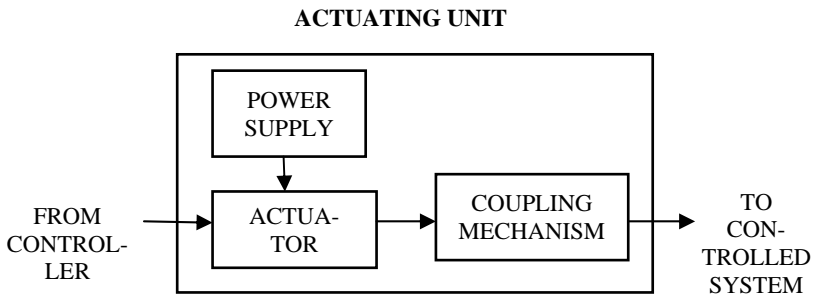 ACTUATING UNIT
POWER
SUPPLY
FROM
CONTROL-
LER
ACTUA-
TOR
COUPLING
MECHANISM
TO
CON-
TROLLED
SYSTEM